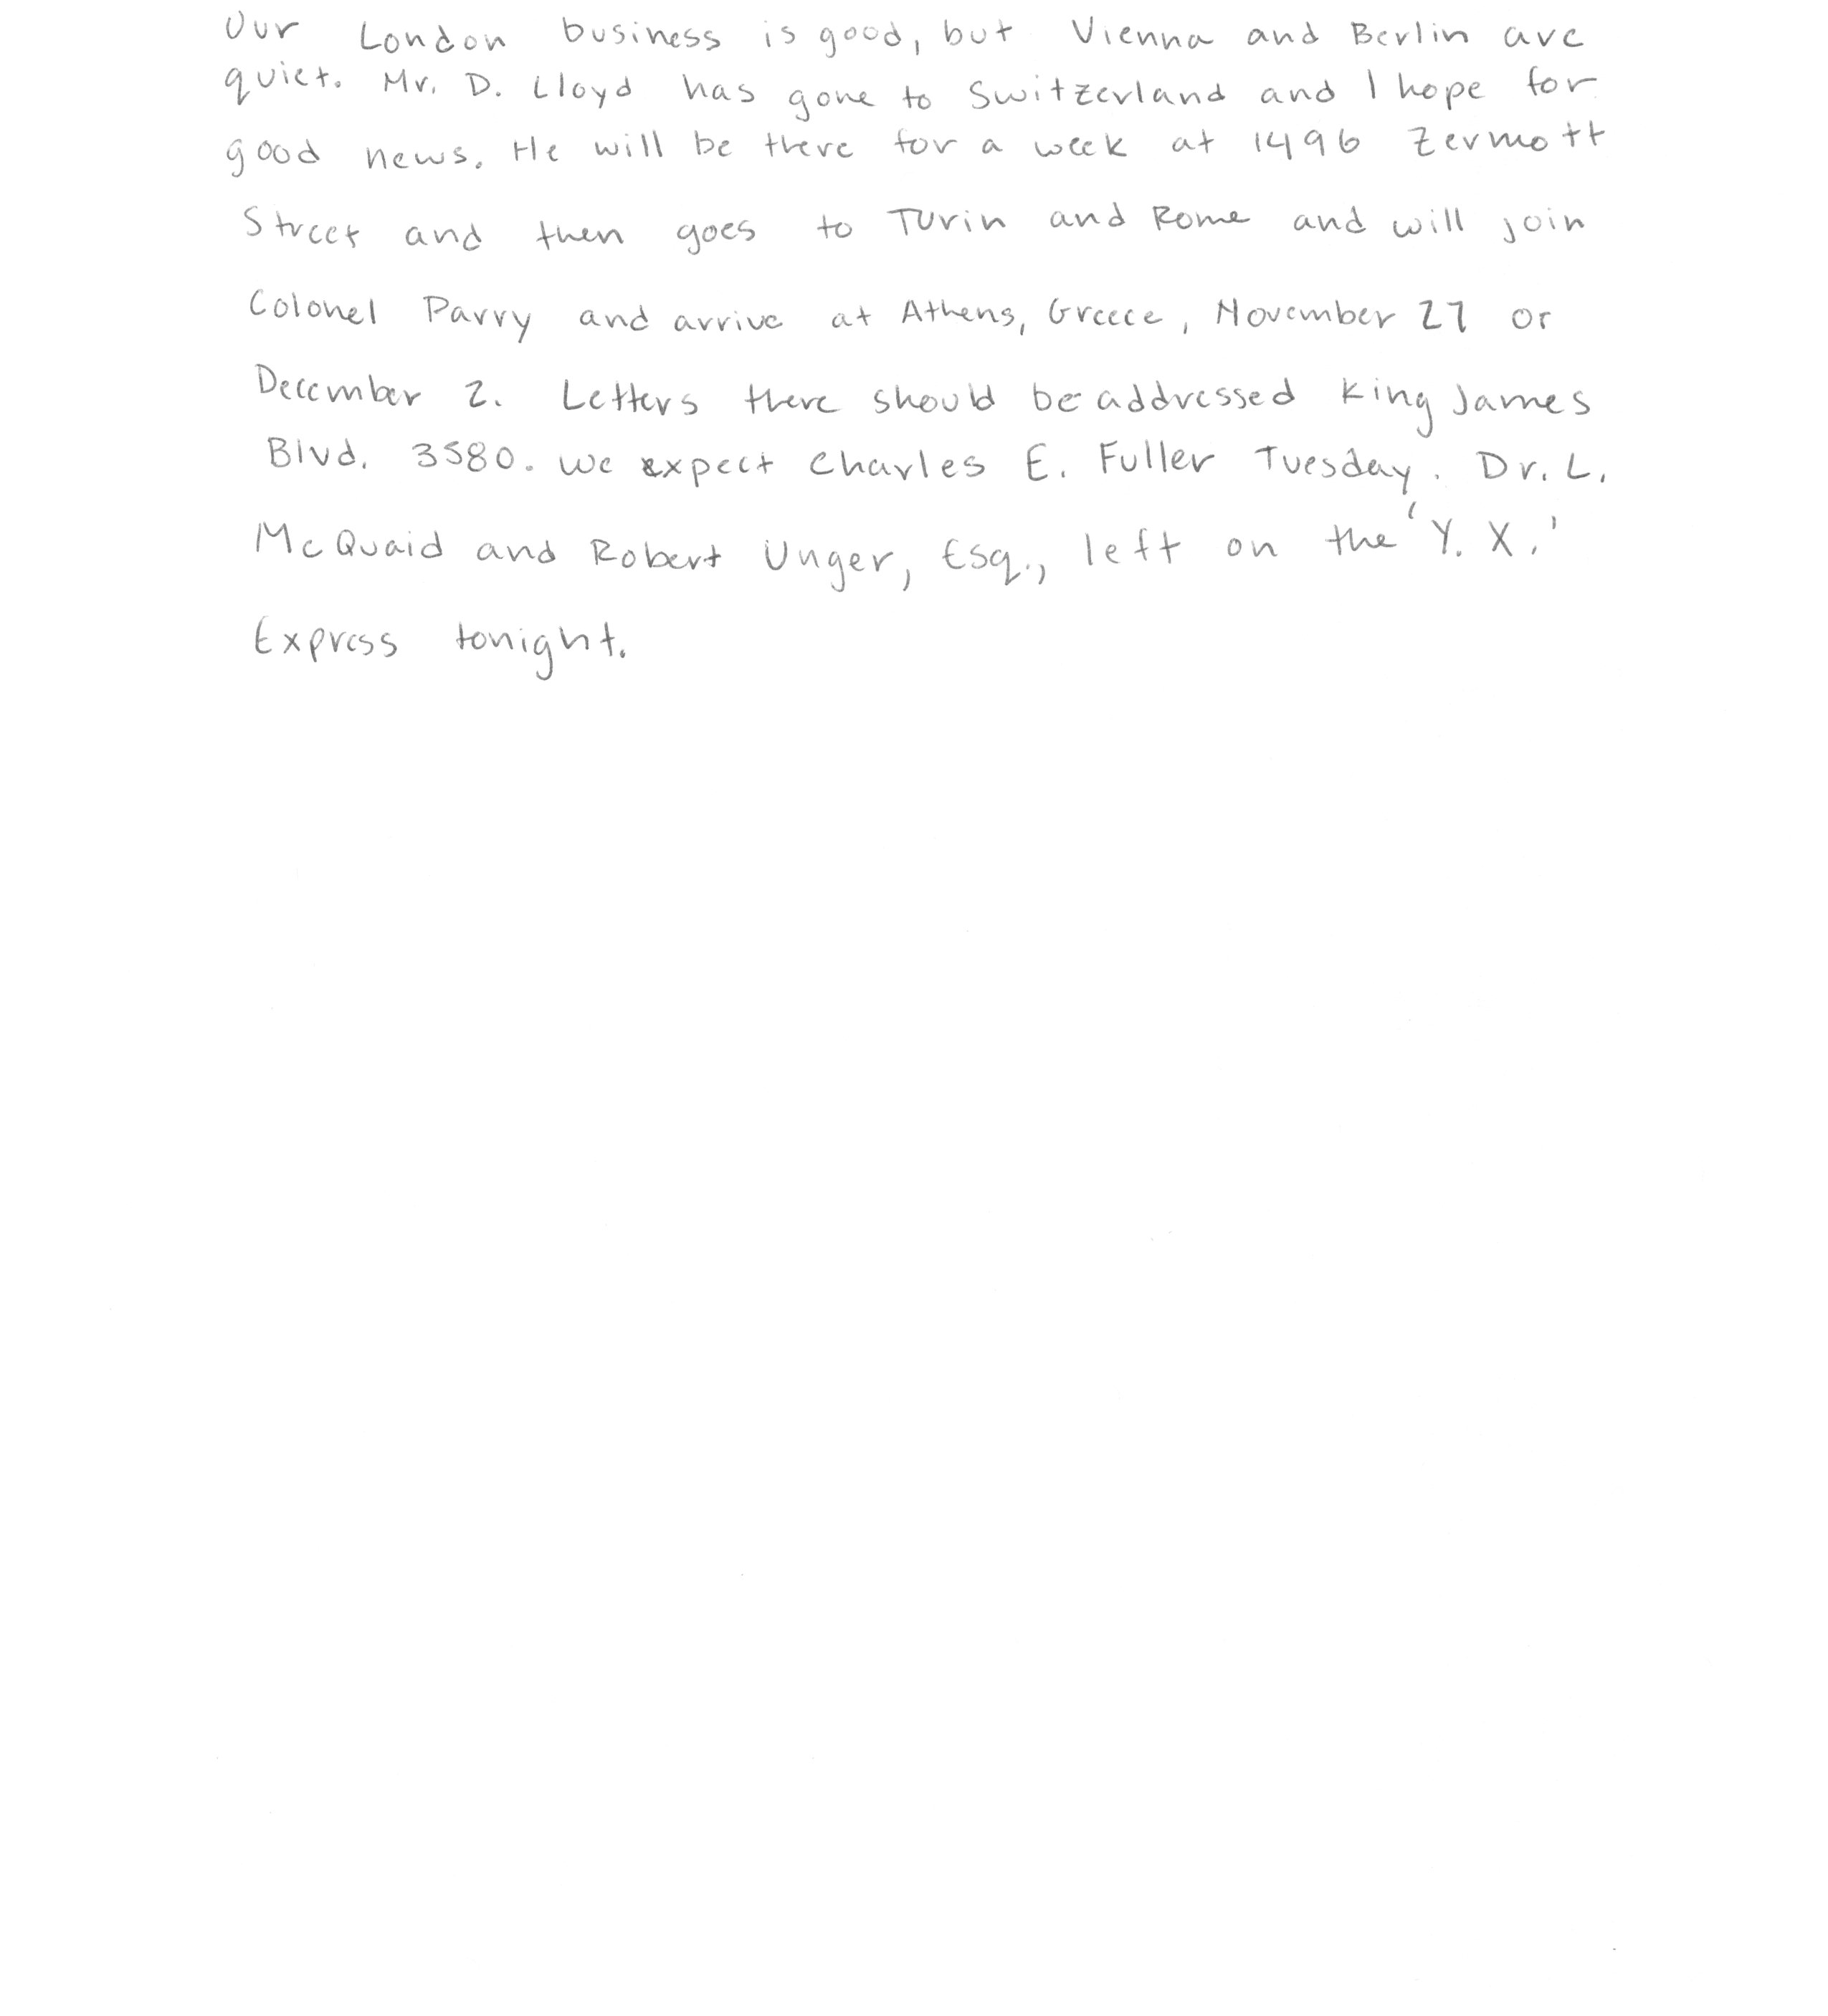 Our London business is good, but Vienna and Berlin are
quiet. Mr. D. Lloyd has gone to Switzerland and I hope for
good news. He will be there for a week at 1496 Zermott
Street and then goes to Turin and Rome and will join
Colonel Parry and arrive at Athens, Greece, November 27 or
December 2. Letters there should be addressed King James
Blvd. 3580. We expect Charles E. Fuller Tuesday. Dr. L.
McQuaid and Robert Unger, Esq., left on the 'Y. X.'
Express tonight.